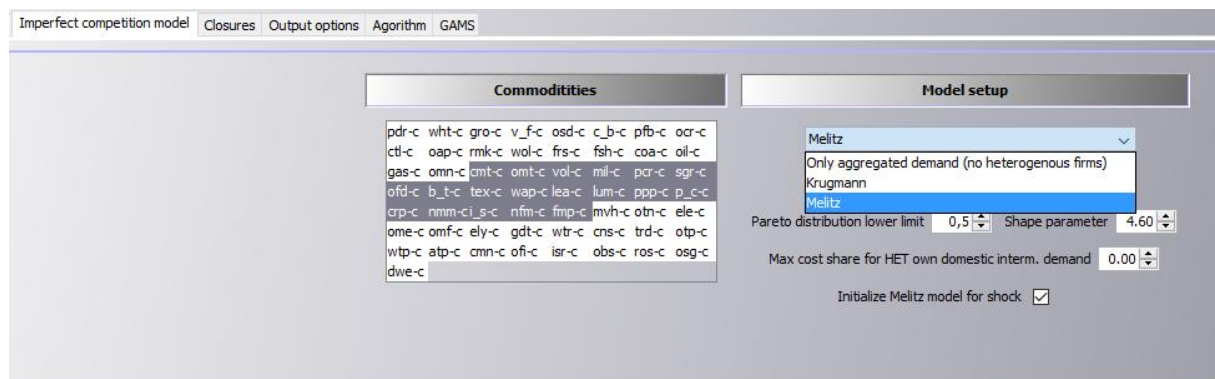 Imperfect competition model Closures Output options Algorithm GAMS
Commoditities
pdr-c wht-c gro-c v_f-c osd-c c_b-c pfb-c ocr-c
ctl-c oap-c rmk-c wol-c frs-c fsh-c coa-c oil-c
gas-c omn-c cmt-c omt-c vol-c mil-c pcr-c sgr-c
ofd-c b_t-c tex-c wap-c lea-c lum-c ppp-c p_c-c
crp-c nmm-c i_s-c nfm-c fmp-c mvh-c otn-c ele-c
ome-c omf-c ely-c gdt-c wtr-c cns-c trd-c otp-c
wtp-c atp-c cmn-c ofi-c isr-c obs-c ros-c osg-c
dwe-c
Model setup
Melitz
Only aggregated demand (no heterogenous firms)
Krugmann
Melitz
Pareto distribution lower limit 0,5 Shape parameter 4.60
Max cost share for HET own domestic interm. demand 0.00
Initialize Melitz model for shock